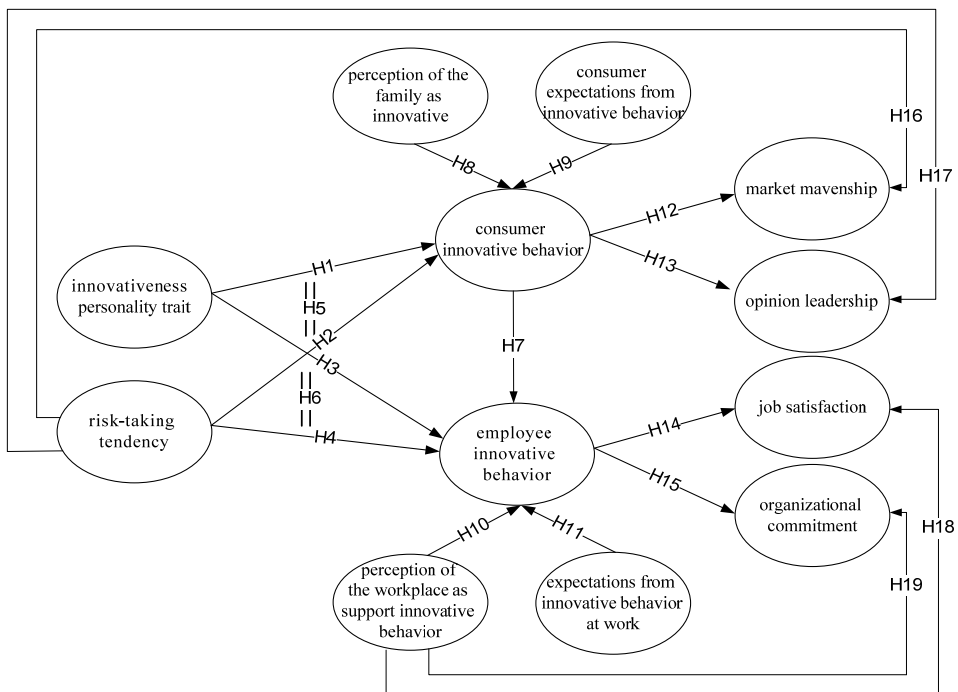 perception of the
family as
innovative
consumer
expectations from
innovative behavior
H16
H8
H9
H17
market mavenship
H12
consumer
innovative behavior
H13
H1
innovativeness
personality trait
H5
opinion leadership
H2
H7
H3
H6
risk-taking
tendency
H4
job satisfaction
H14
employee
innovative
behavior
H15
organizational
commitment
H10
H11
H18
H19
perception of
the workplace as
support innovative
behavior
expectations from
innovative behavior
at work